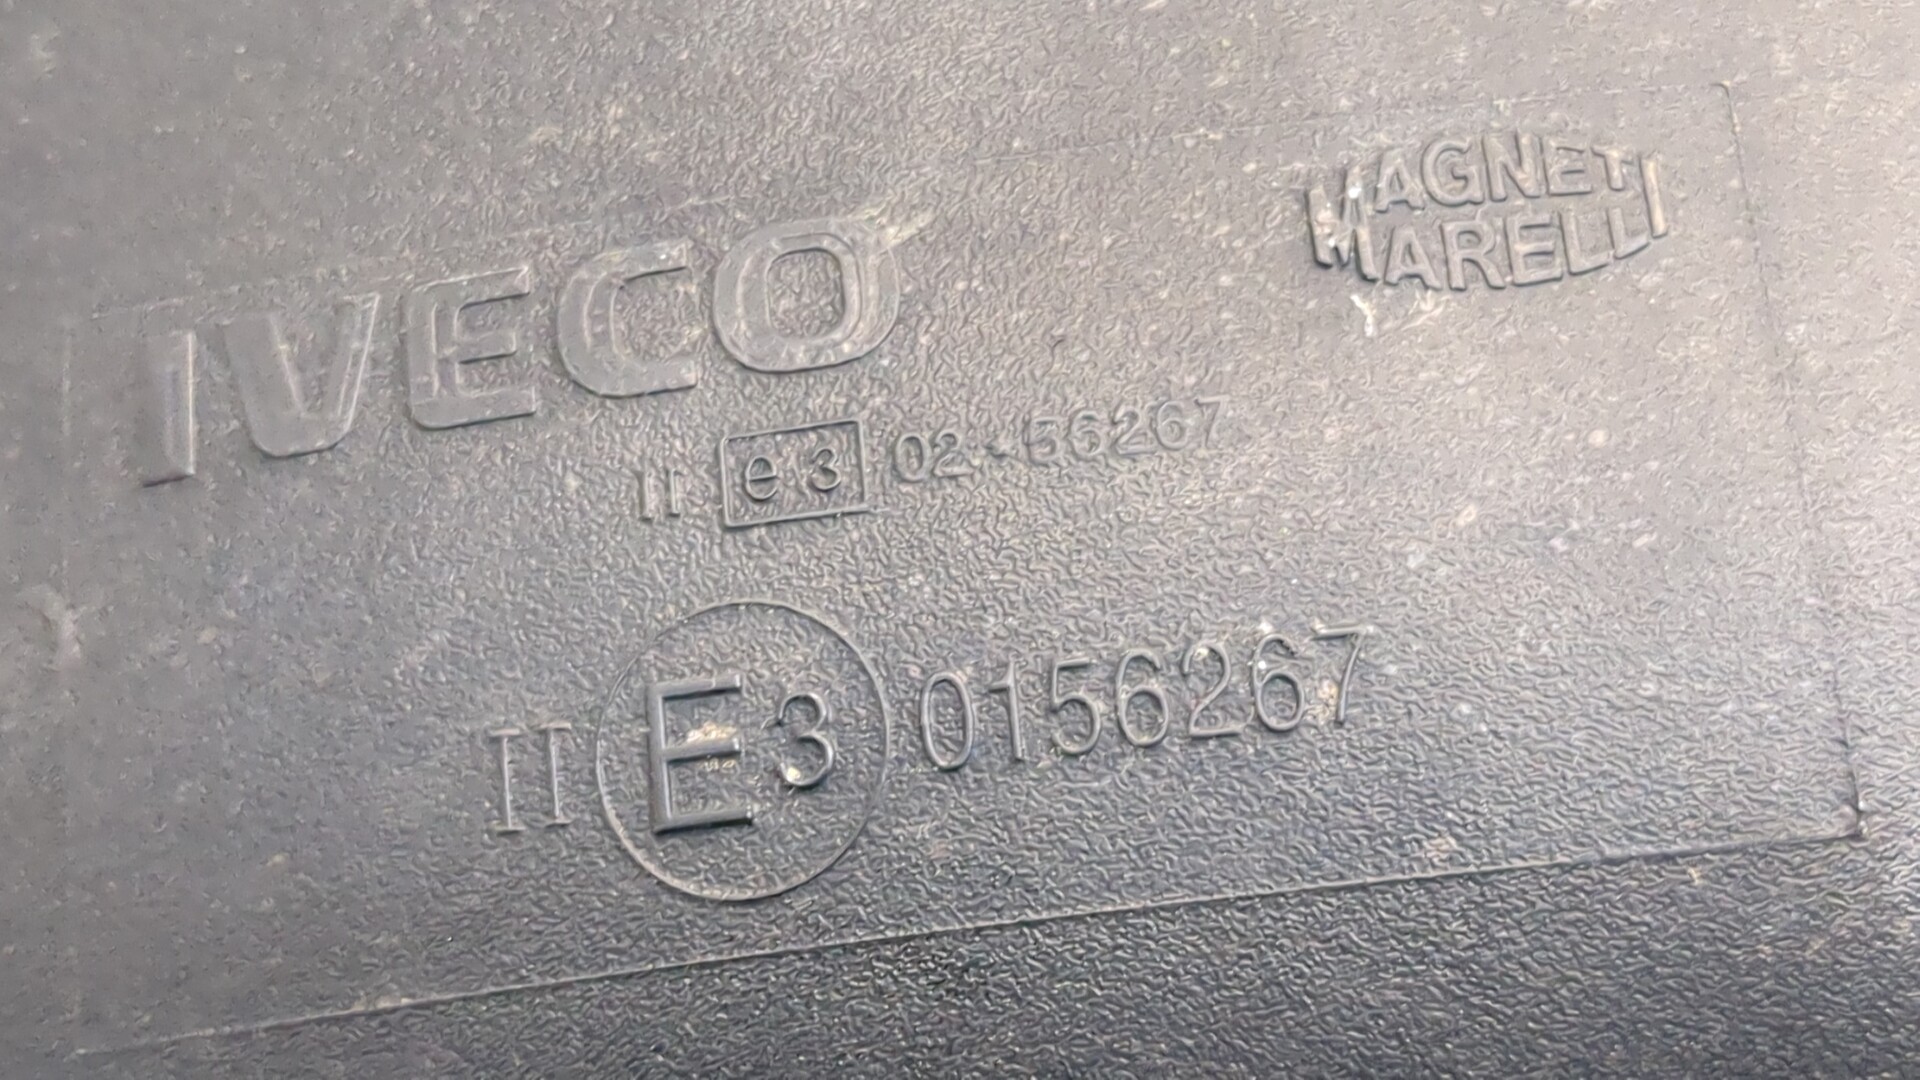 IVECO
MAGNETI
MARELLI
II e3 02-56267
II E3 0156267